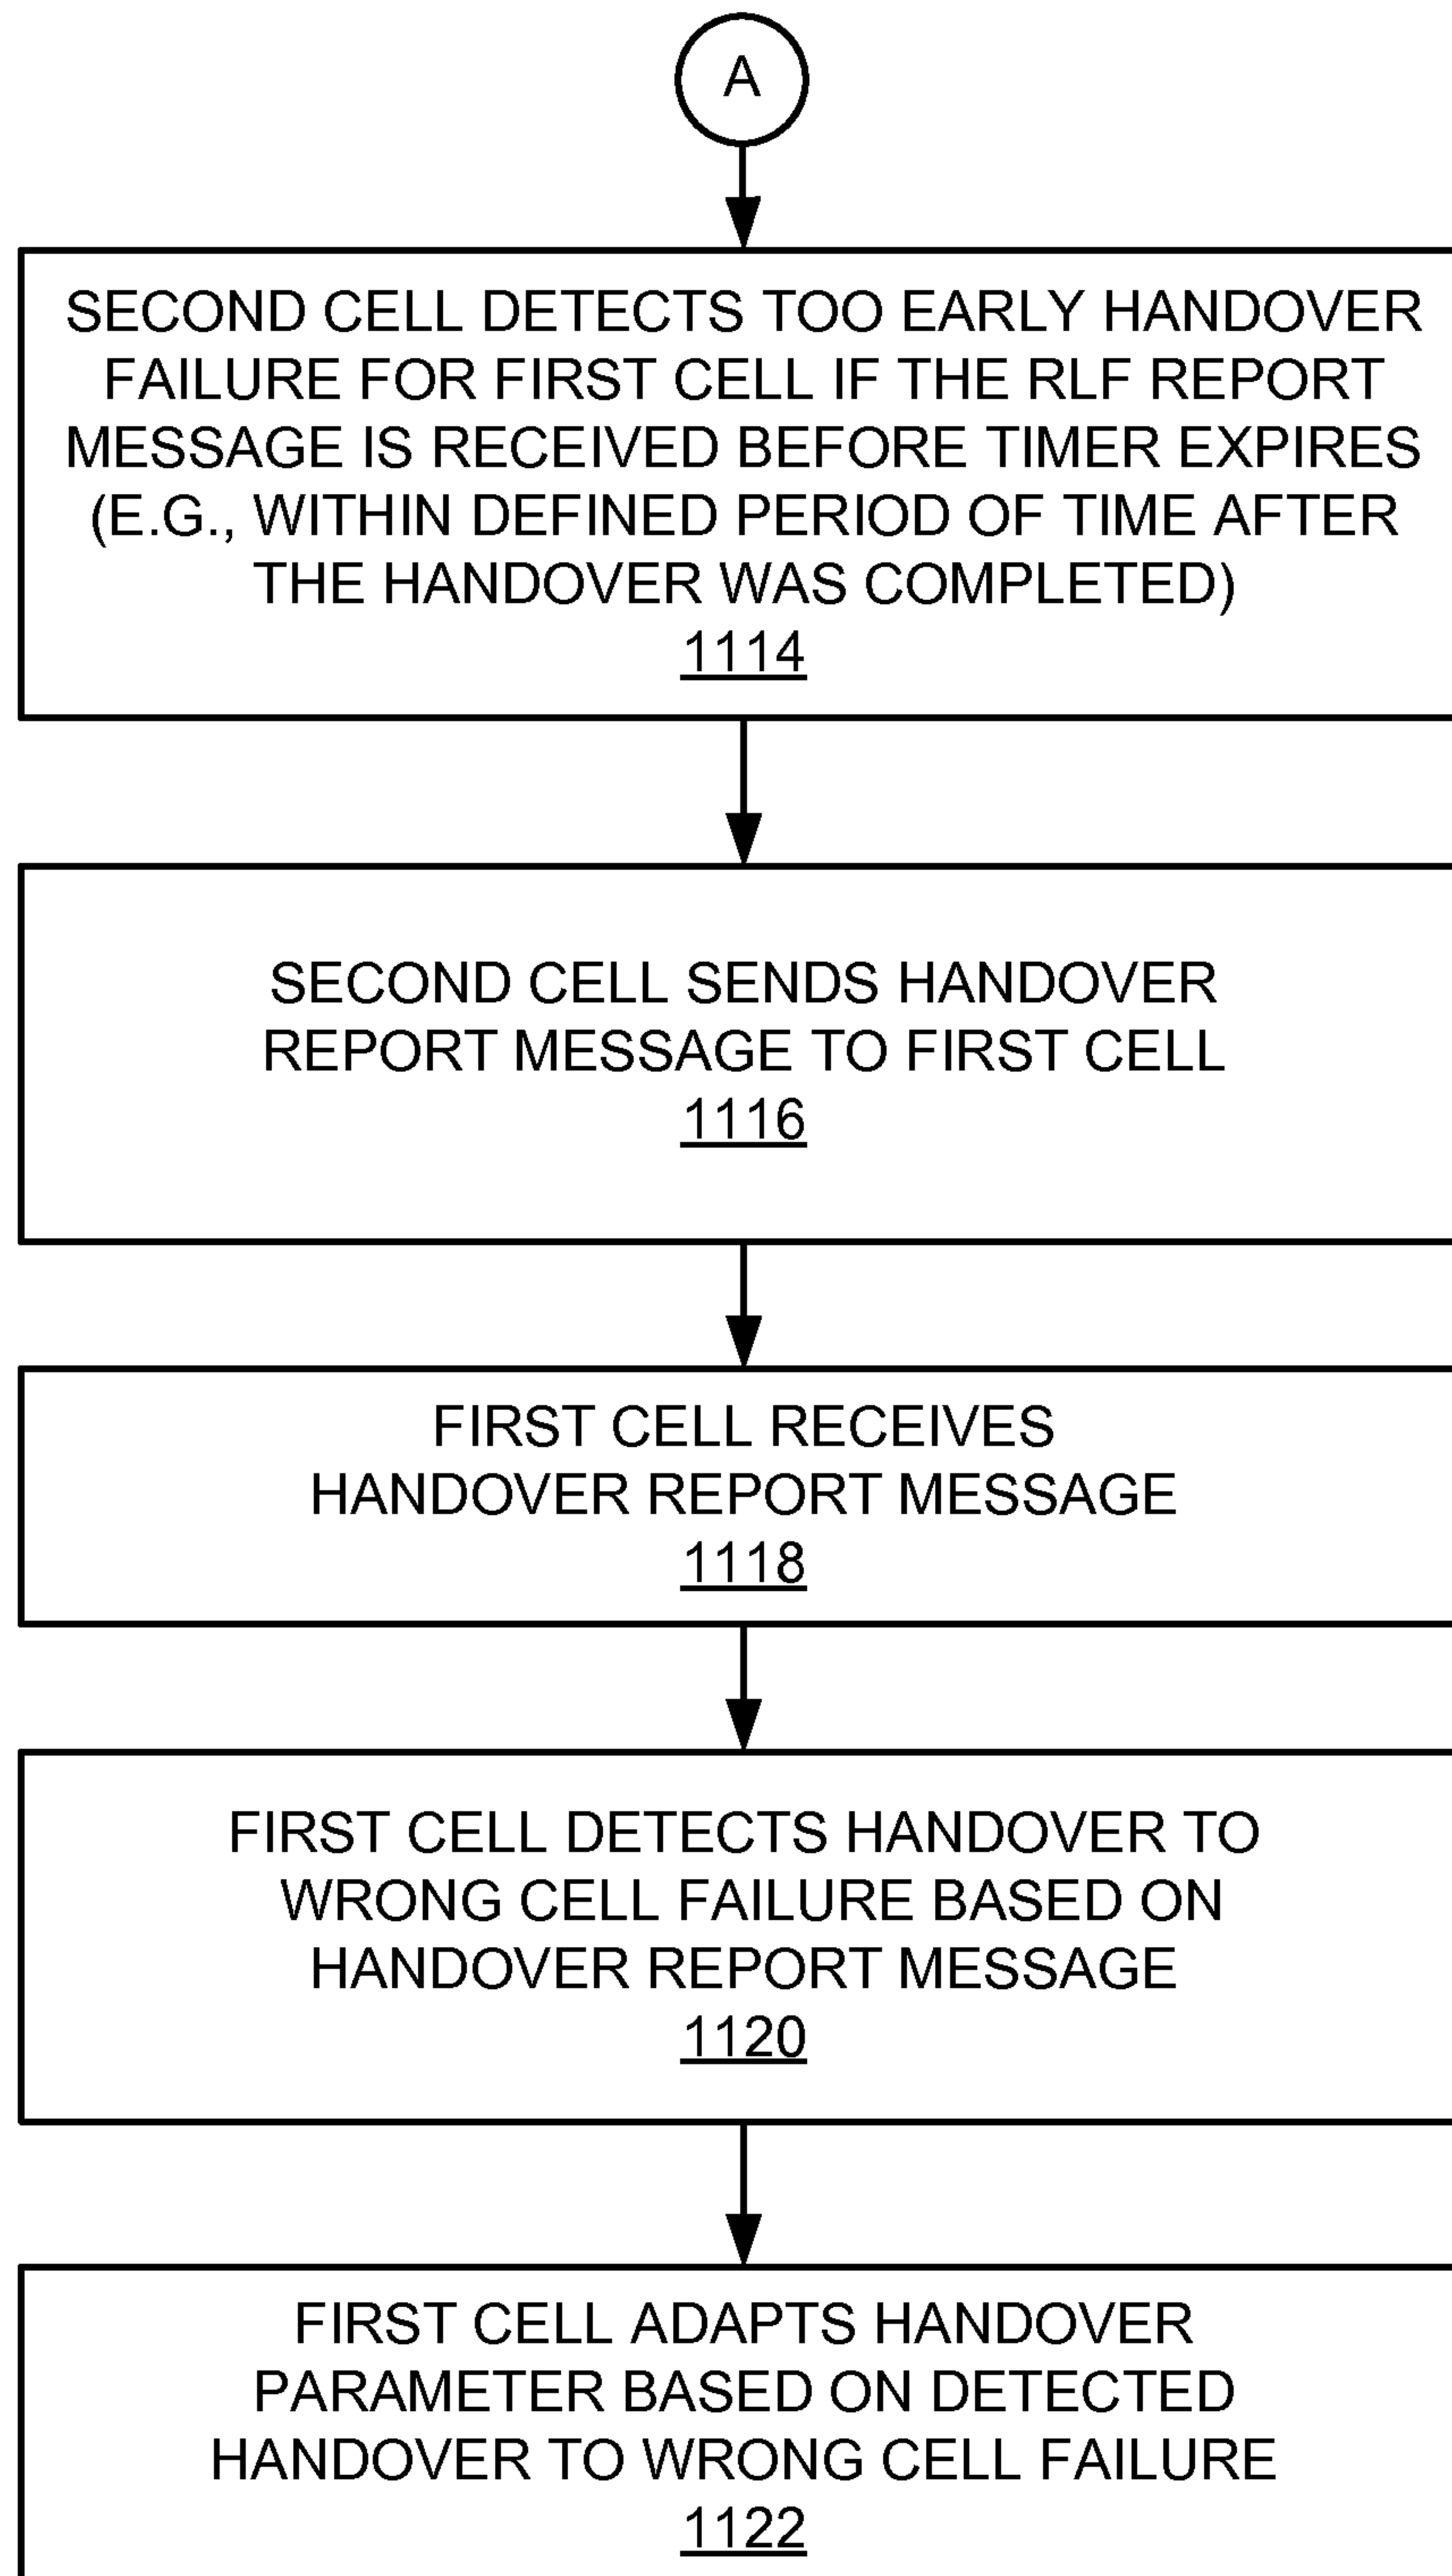 A
SECOND CELL DETECTS TOO EARLY HANDOVER
FAILURE FOR FIRST CELL IF THE RLF REPORT
MESSAGE IS RECEIVED BEFORE TIMER EXPIRES
(E.G., WITHIN DEFINED PERIOD OF TIME AFTER
THE HANDOVER WAS COMPLETED)
1114
SECOND CELL SENDS HANDOVER
REPORT MESSAGE TO FIRST CELL
1116
FIRST CELL RECEIVES
HANDOVER REPORT MESSAGE
1118
FIRST CELL DETECTS HANDOVER TO
WRONG CELL FAILURE BASED ON
HANDOVER REPORT MESSAGE
1120
FIRST CELL ADAPTS HANDOVER
PARAMETER BASED ON DETECTED
HANDOVER TO WRONG CELL FAILURE
1122